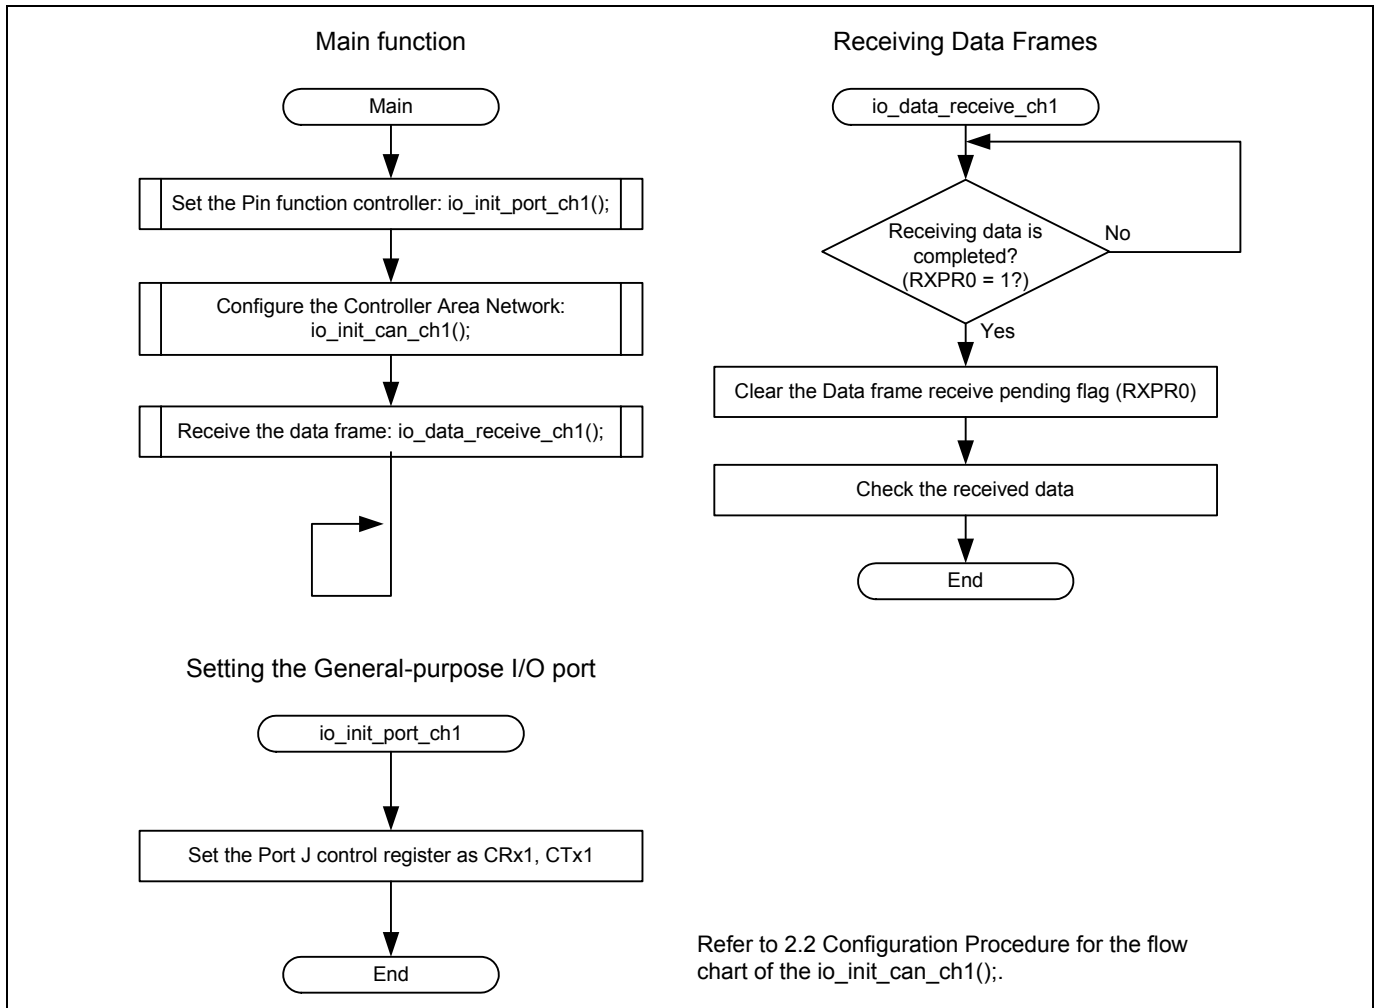 Main function
Main
Set the Pin function controller: io_init_port_ch1();
Configure the Controller Area Network:
io_init_can_ch1();
Receive the data frame: io_data_receive_ch1();
Receiving Data Frames
io_data_receive_ch1
Receiving data is
completed?
(RXPR0 = 1?)
No
Yes
Clear the Data frame receive pending flag (RXPR0)
Check the received data
End
Setting the General-purpose I/O port
io_init_port_ch1
Set the Port J control register as CRx1, CTx1
End
Refer to 2.2 Configuration Procedure for the flow
chart of the io_init_can_ch1();.